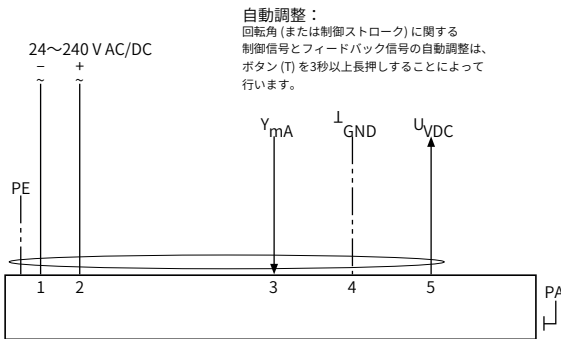 自動調整：
回転角 (または制御ストローク) に関する
制御信号とフィードバック信号の自動調整は、
ボタン (T) を3秒以上長押しすることによって
行います。
24～240 V AC/DC
− +
~ ~
YmA ⊥GND UVDC
PE
1 2 3 4 5
PA